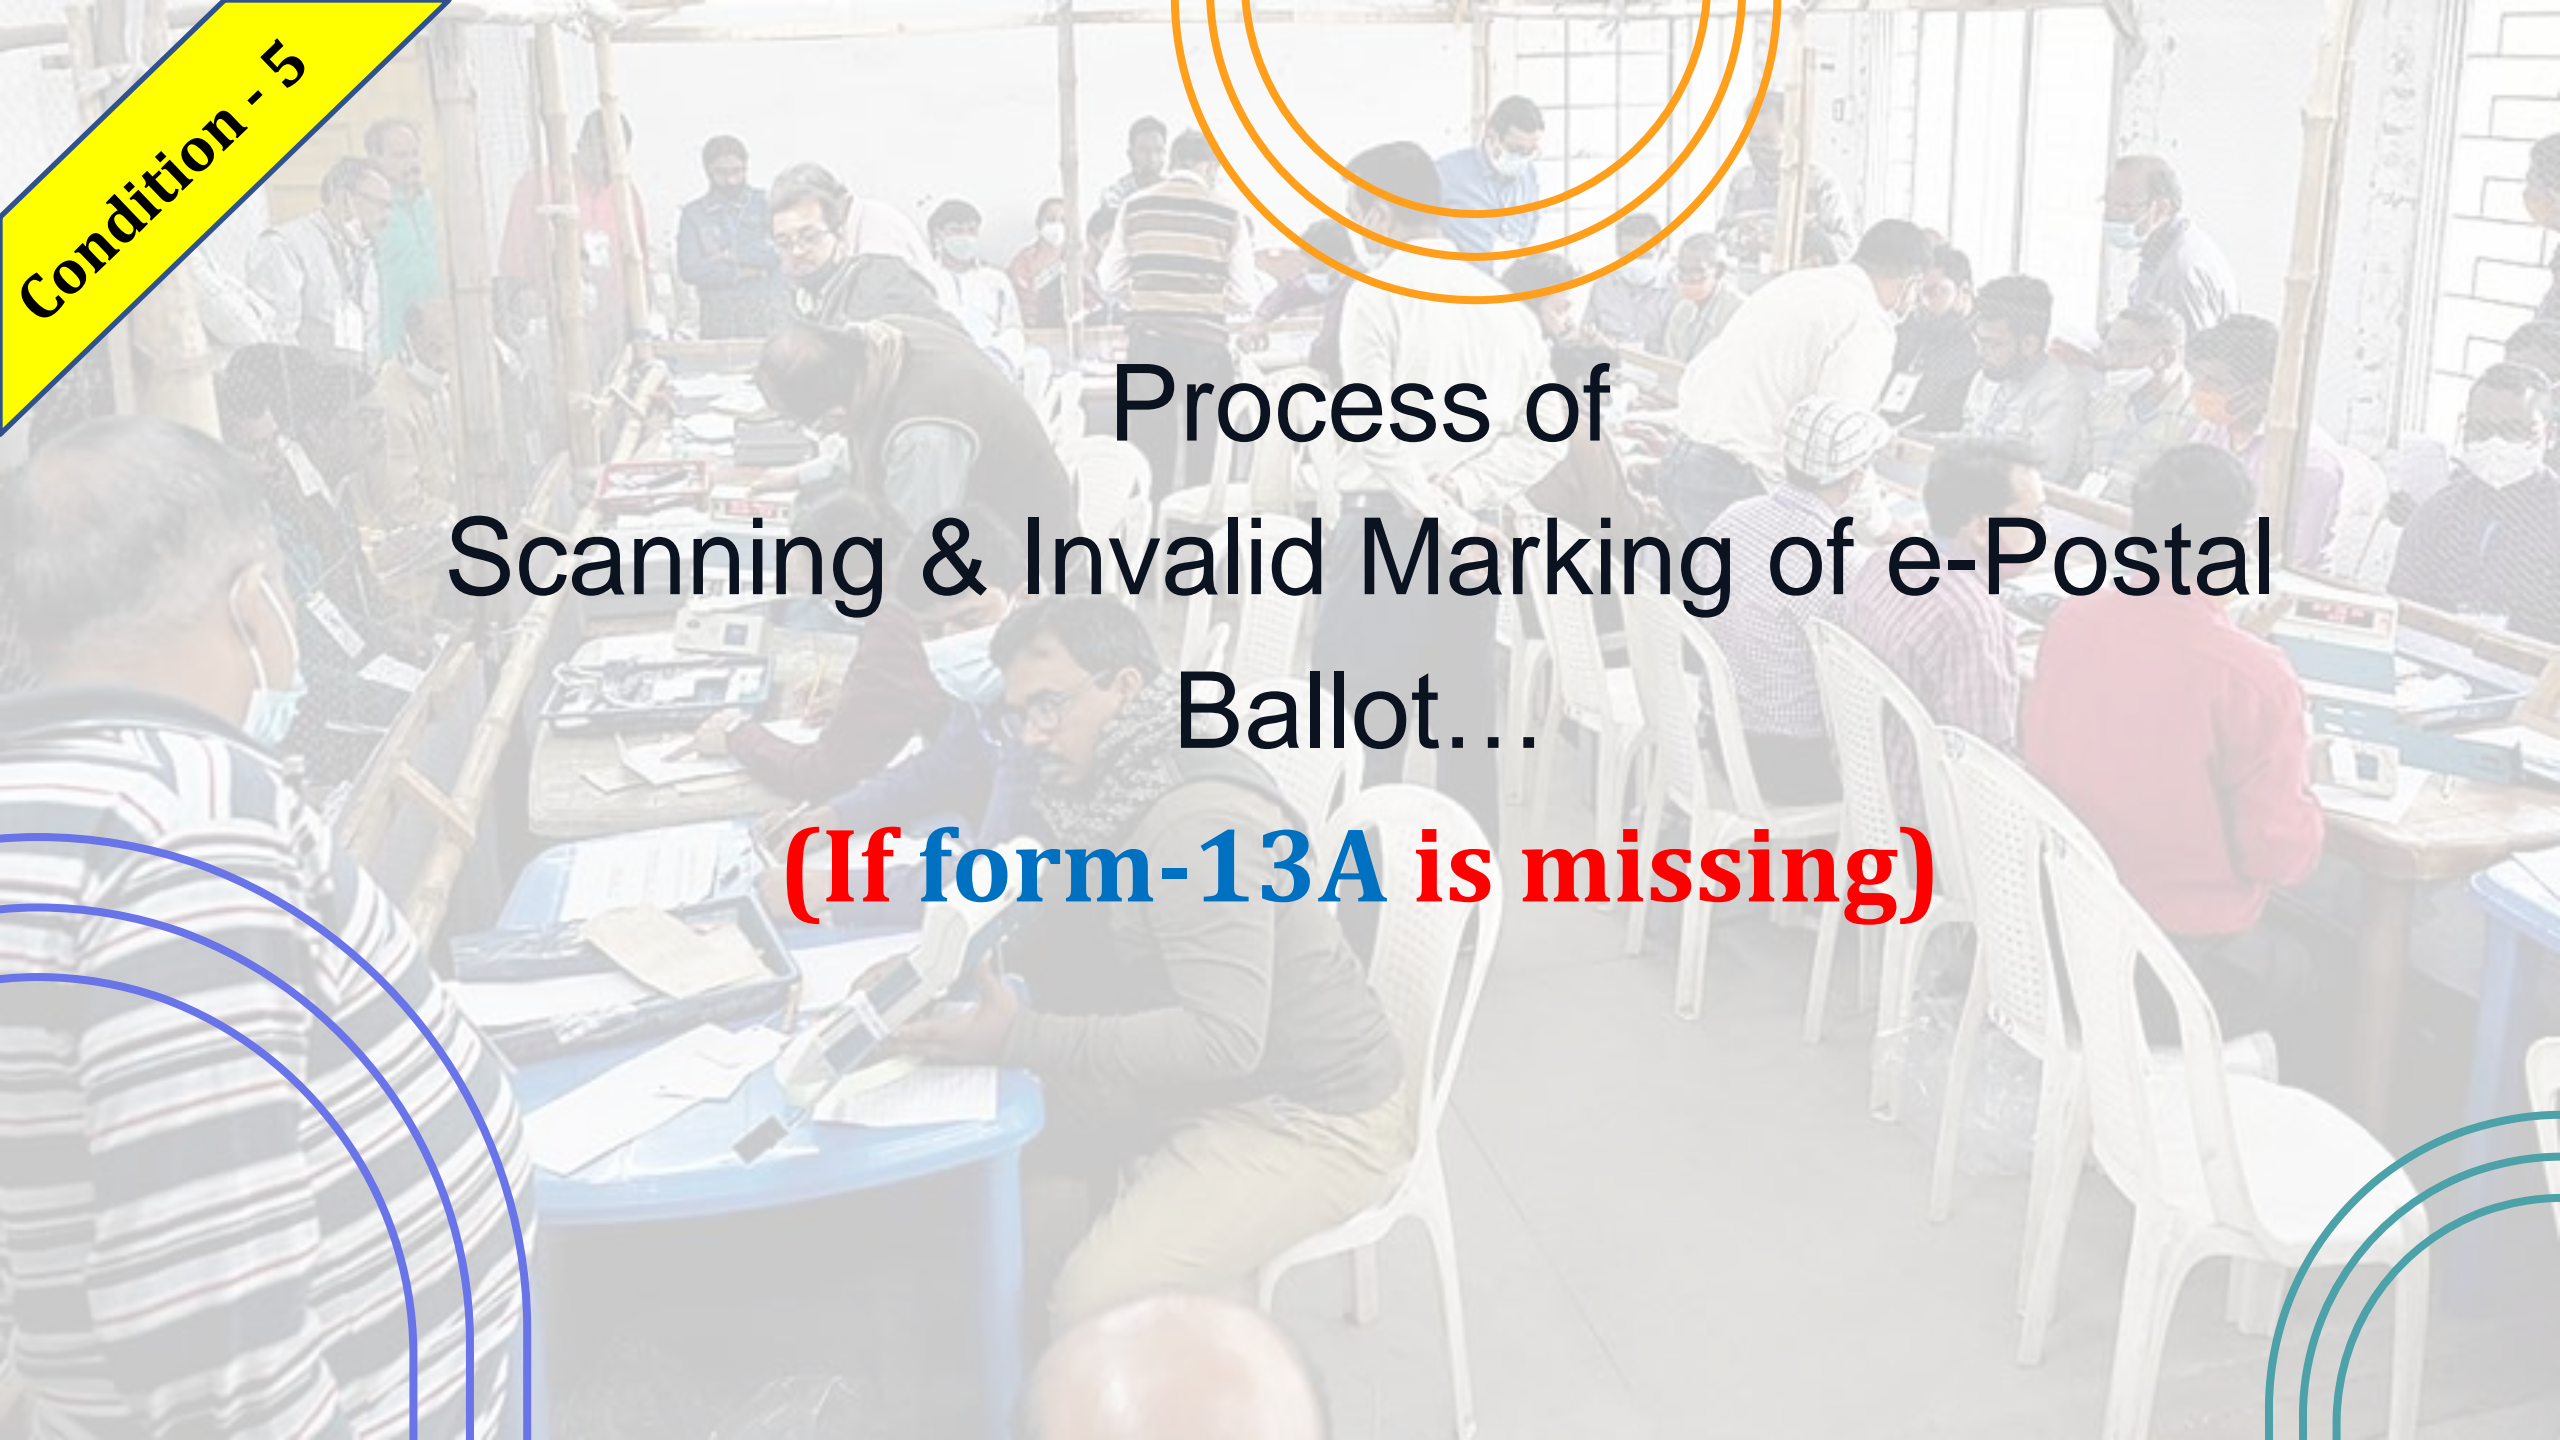 Condition - 5
Process of
Scanning & Invalid Marking of e-Postal
Ballot…
(If form-13A is missing)